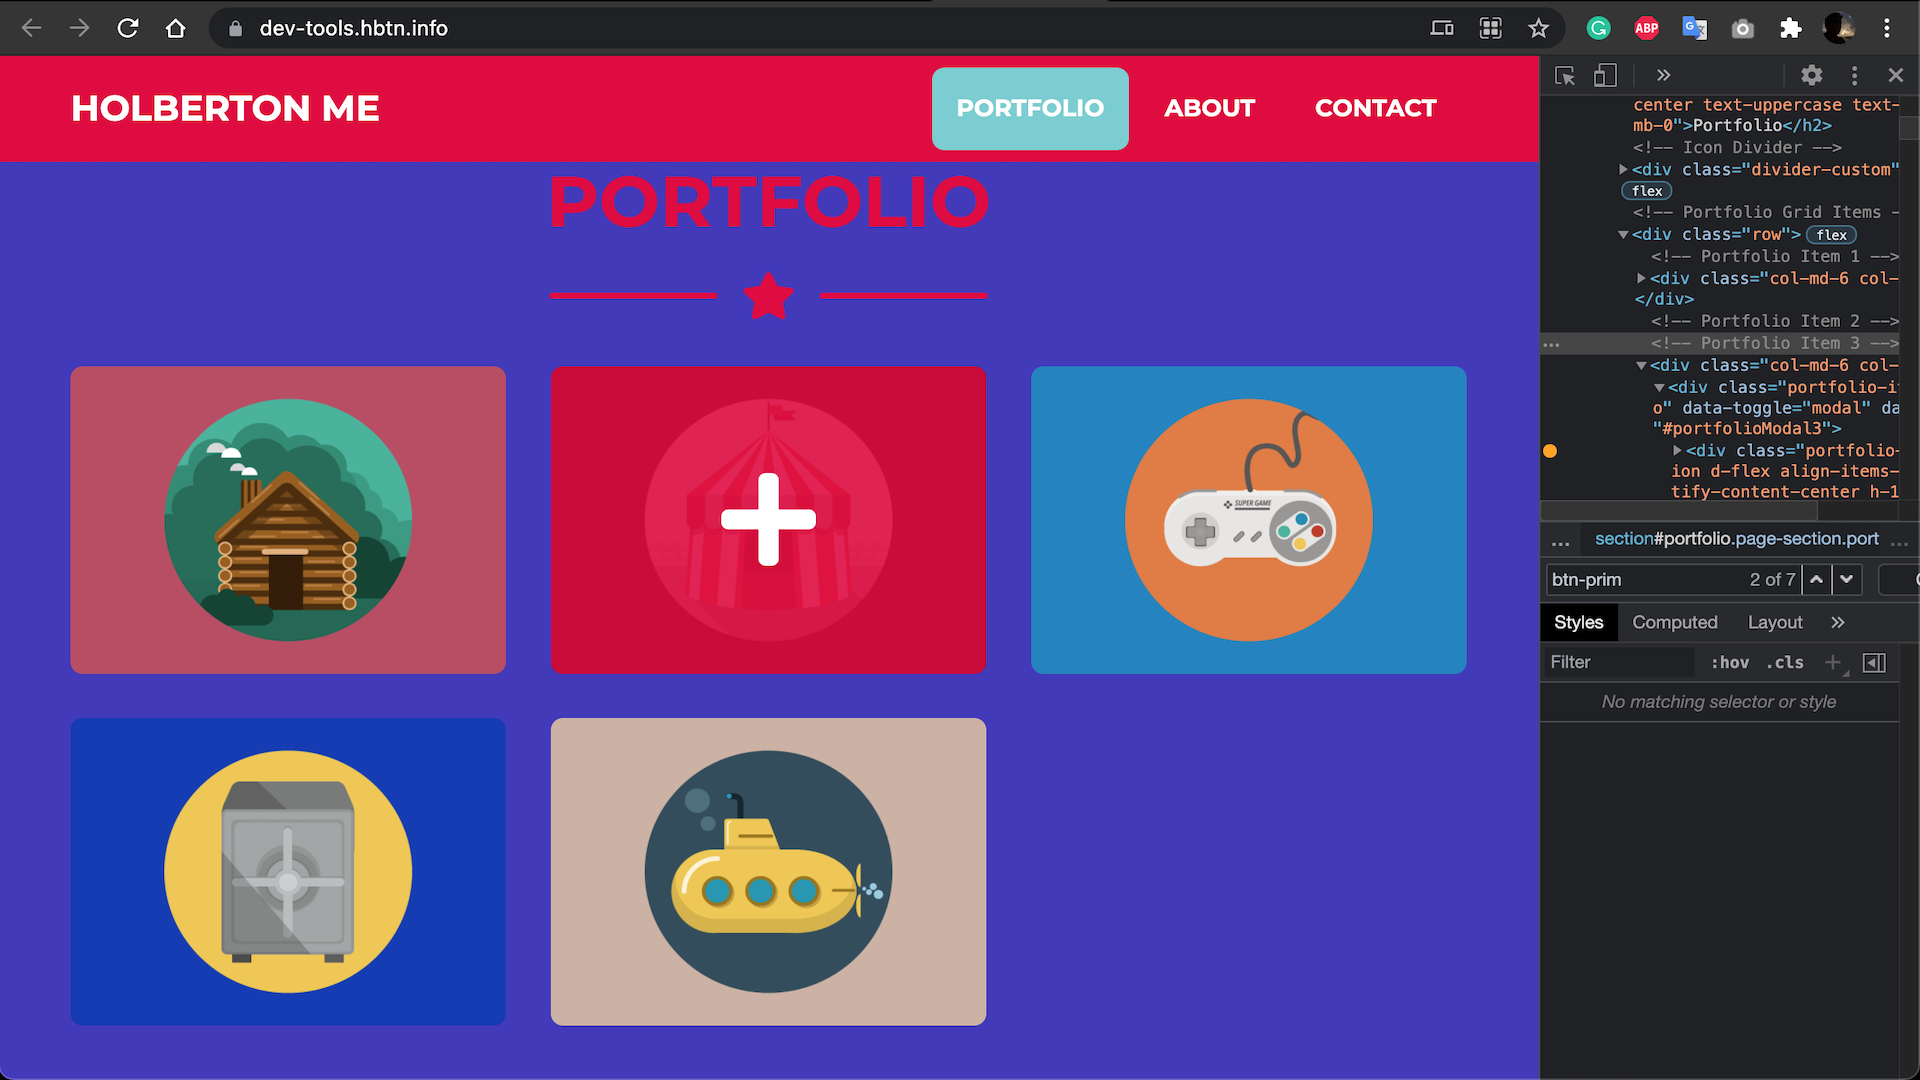 dev-tools.hbtn.info
ABP
HOLBERTON ME
PORTFOLIO
ABOUT
CONTACT
PORTFOLIO
SUPER GAME
center text-uppercase text-
mb-0">Portfolio</h2>
<!-- Icon Divider -->
<div class="divider-custom"
flex
<!-- Portfolio Grid Items -
<div class="row"> flex
<!-- Portfolio Item 1 -->
<div class="col-md-6 col-
</div>
<!-- Portfolio Item 2 -->
... <!-- Portfolio Item 3 -->
<div class="col-md-6 col-
<div class="portfolio-i
o" data-toggle="modal" da
"#portfolioModal3">
<div class="portfolio-
ion d-flex align-items-
tify-content-center h-1
... section#portfolio.page-section.port ...
btn-prim 2 of 7
Styles Computed Layout
Filter :hov .cls
No matching selector or style